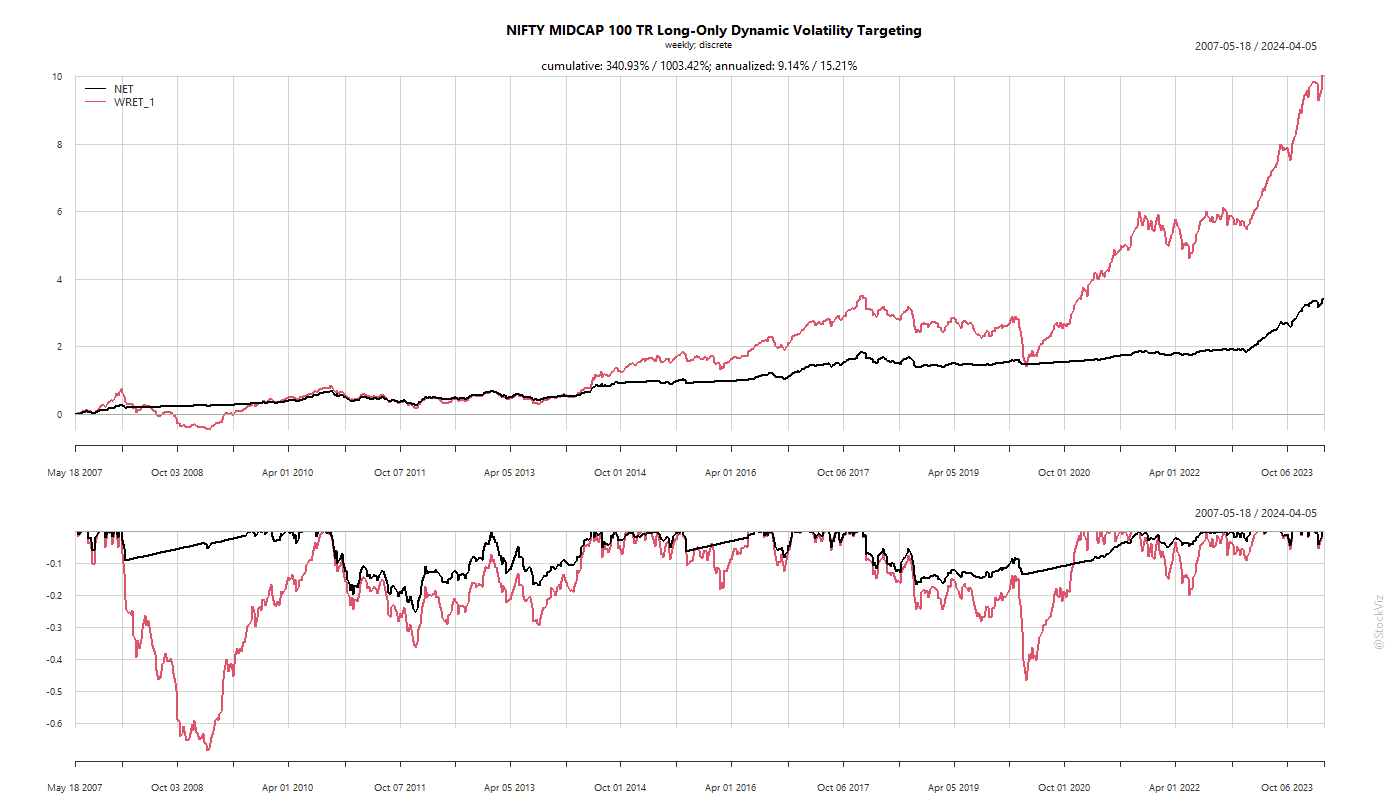 NIFTY MIDCAP 100 TR Long-Only Dynamic Volatility Targeting
weekly; discrete
2007-05-18 / 2024-04-05
cumulative: 340.93% / 1003.42%; annualized: 9.14% / 15.21%
NET
WRET_1
10
8
6
4
2
0
May 18 2007 Oct 03 2008 Apr 01 2010 Oct 07 2011 Apr 05 2013 Oct 01 2014 Apr 01 2016 Oct 06 2017 Apr 05 2019 Oct 01 2020 Apr 01 2022 Oct 06 2023
2007-05-18 / 2024-04-05
-0.1
-0.2
-0.3
-0.4
-0.5
-0.6
May 18 2007 Oct 03 2008 Apr 01 2010 Oct 07 2011 Apr 05 2013 Oct 01 2014 Apr 01 2016 Oct 06 2017 Apr 05 2019 Oct 01 2020 Apr 01 2022 Oct 06 2023
@StockViz